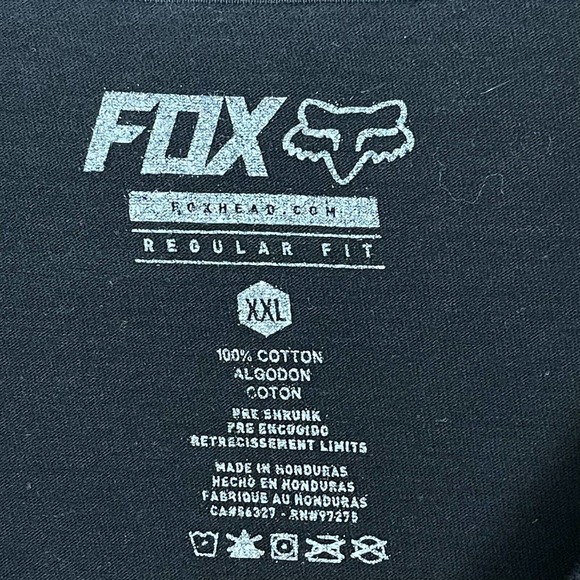 FOX
FOXHEAD.COM
REGULAR FIT
XXL
100% COTTON
ALGODON
COTON
PRE SHRUNK
PRE ENCOGIDO
RETRECISSEMENT LIMITS
MADE IN HONDURAS
HECHO EN HONDURAS
FABRIQUE AU HONDURAS
CA#56327 - RN#97275